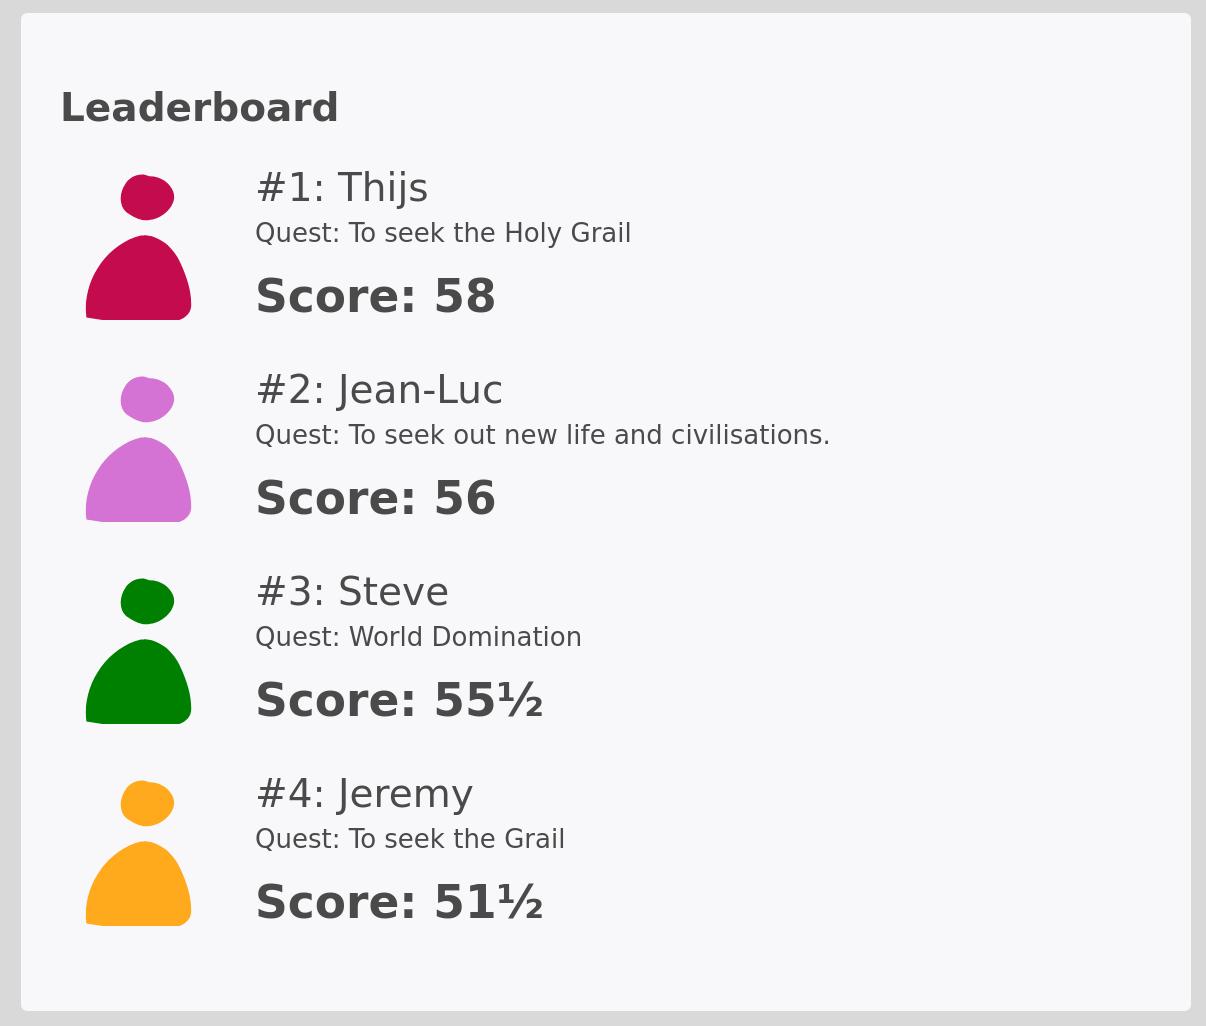 Leaderboard
#1: Thijs
Quest: To seek the Holy Grail
Score: 58
#2: Jean-Luc
Quest: To seek out new life and civilisations.
Score: 56
#3: Steve
Quest: World Domination
Score: 55½
#4: Jeremy
Quest: To seek the Grail
Score: 51½